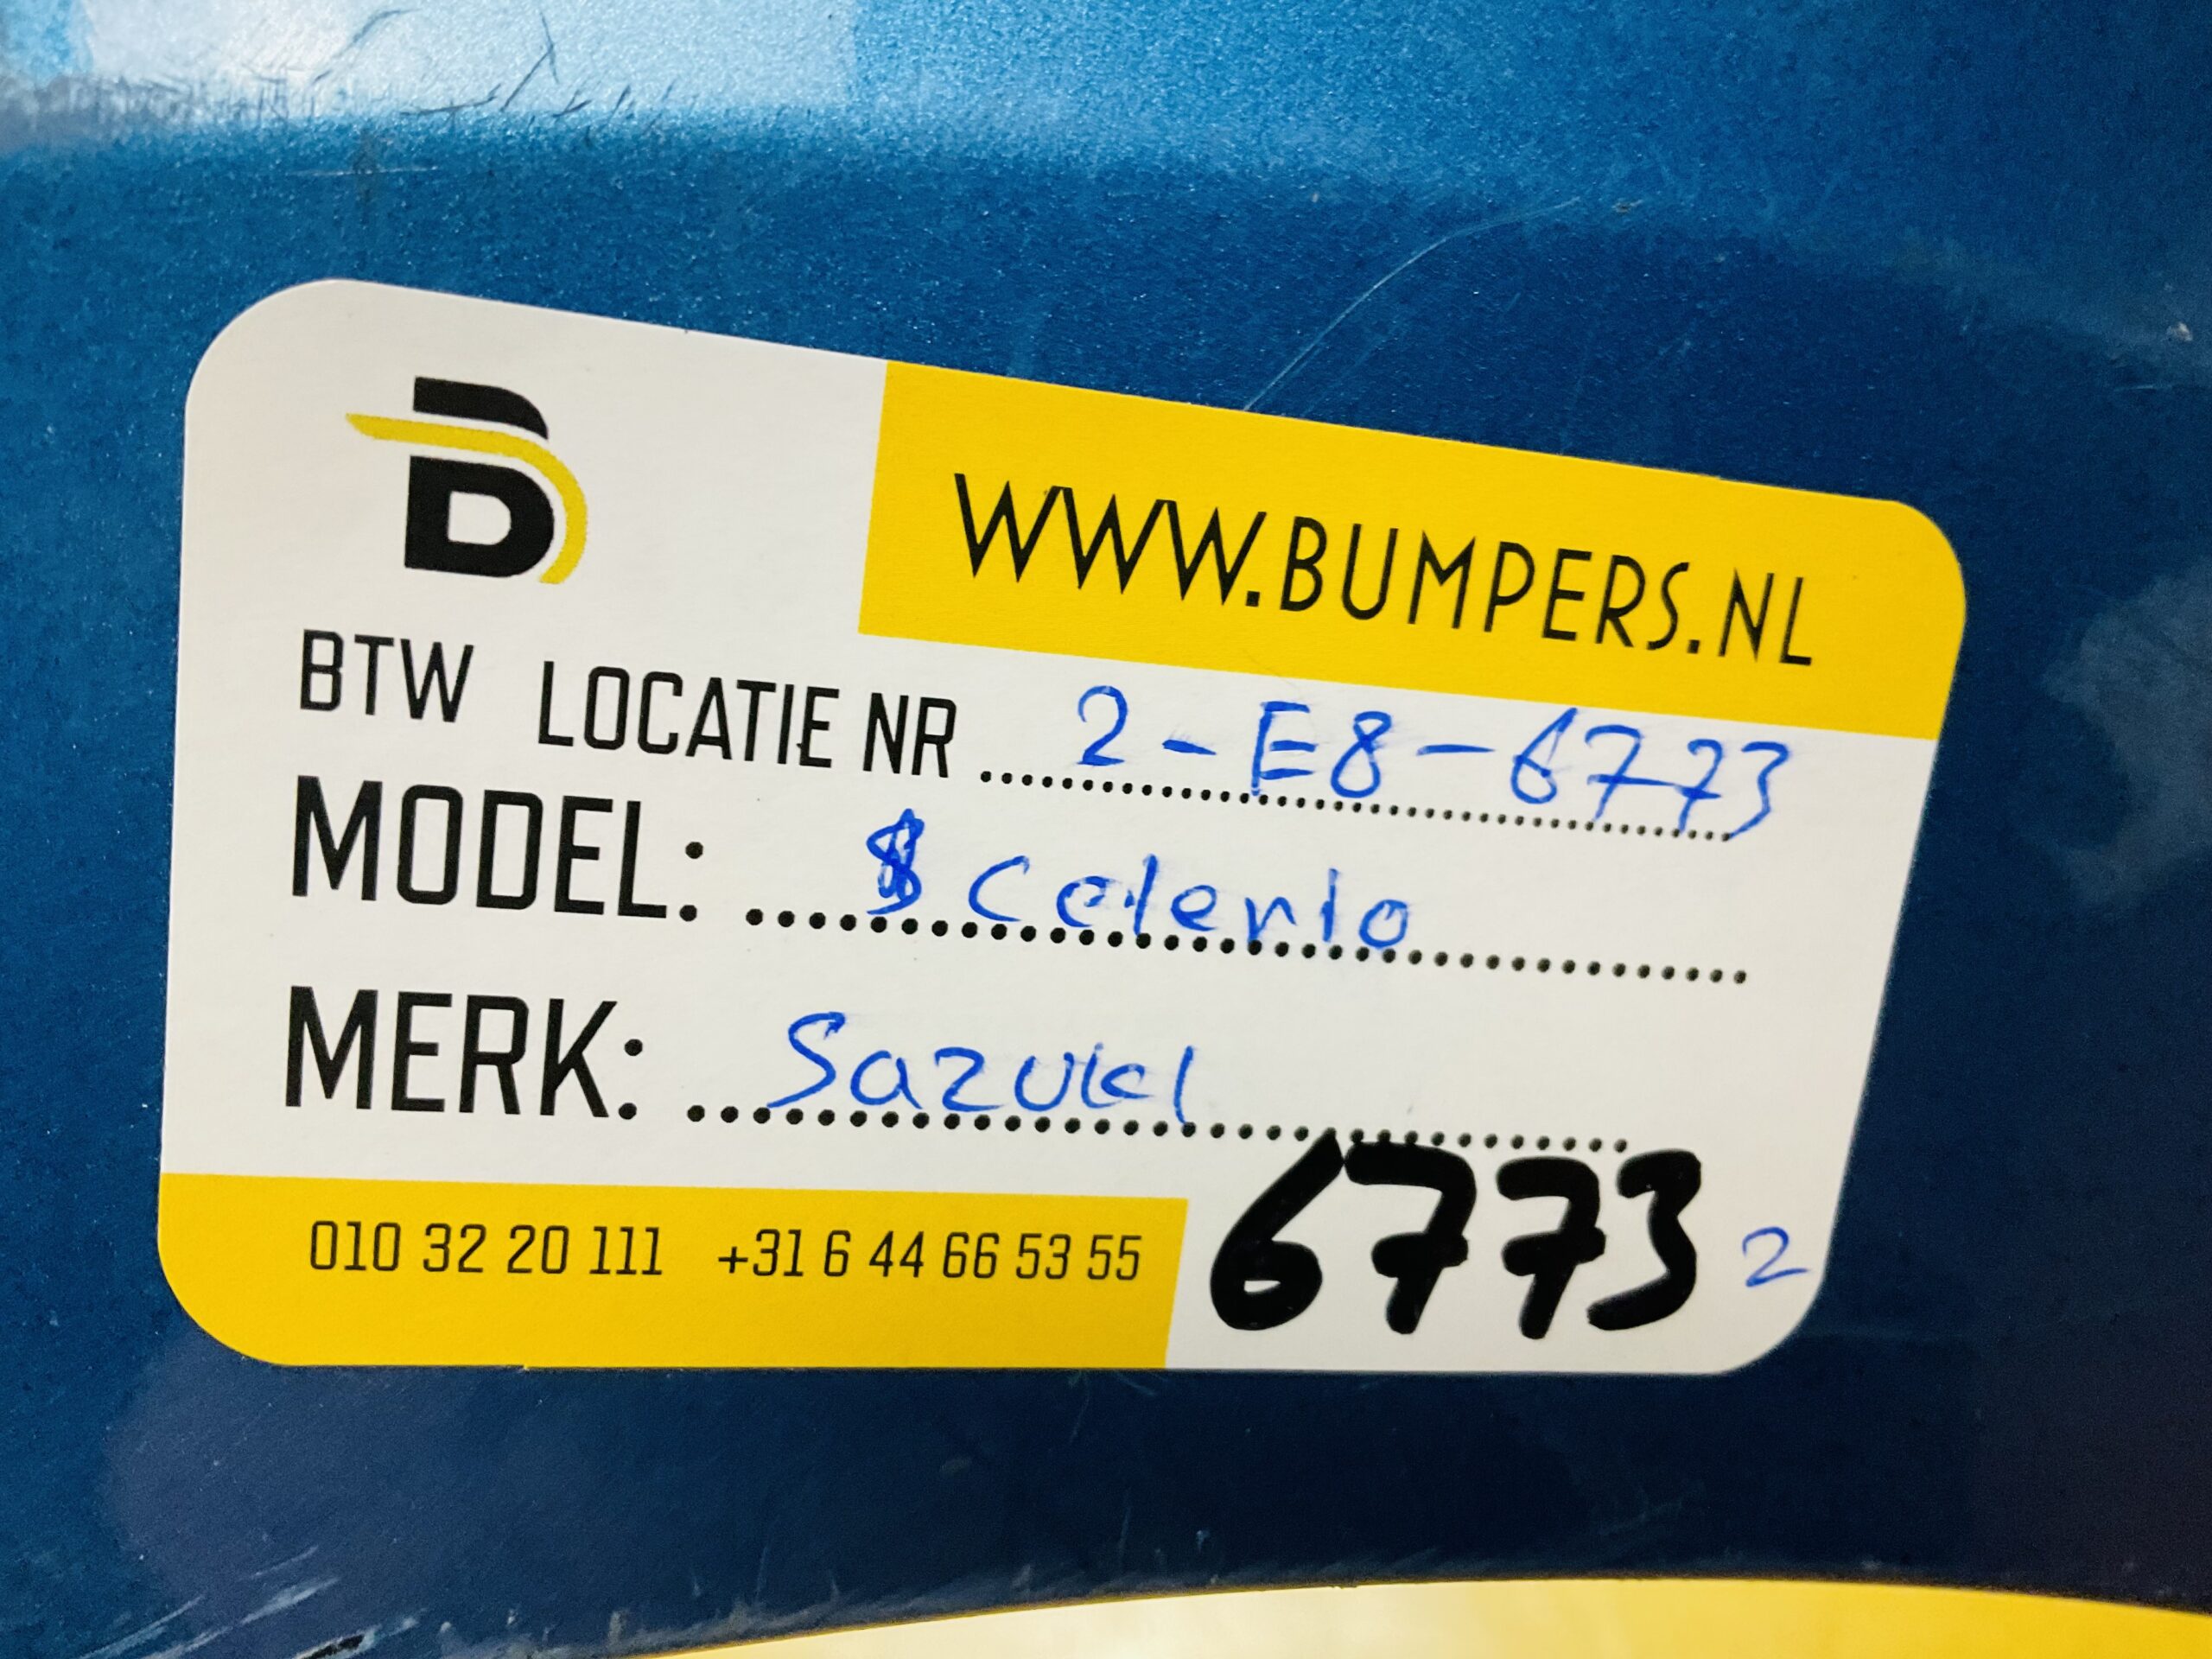 B
WWW.BUMPERS.NL
BTW LOCATIE NR 2-E8-6773
MODEL: Celerio
MERK: Sazuki
6773 2
010 32 20 111 +31 6 44 66 53 55